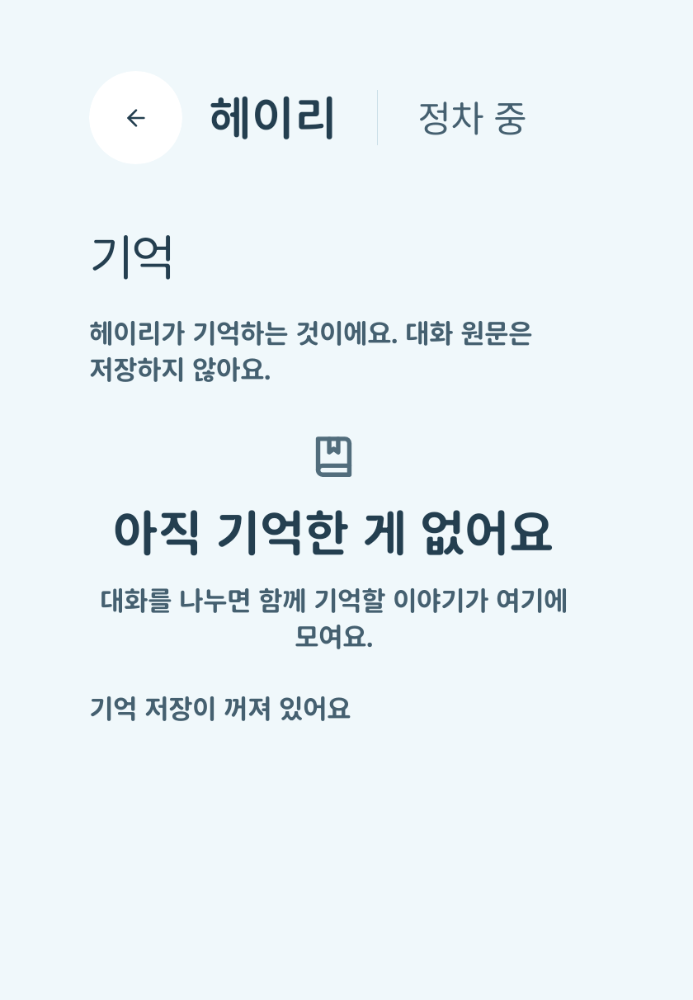 헤이리
정차 중
기억
헤이리가 기억하는 것이에요. 대화 원문은
저장하지 않아요.
아직 기억한 게 없어요
대화를 나누면 함께 기억할 이야기가 여기에
모여요.
기억 저장이 꺼져 있어요